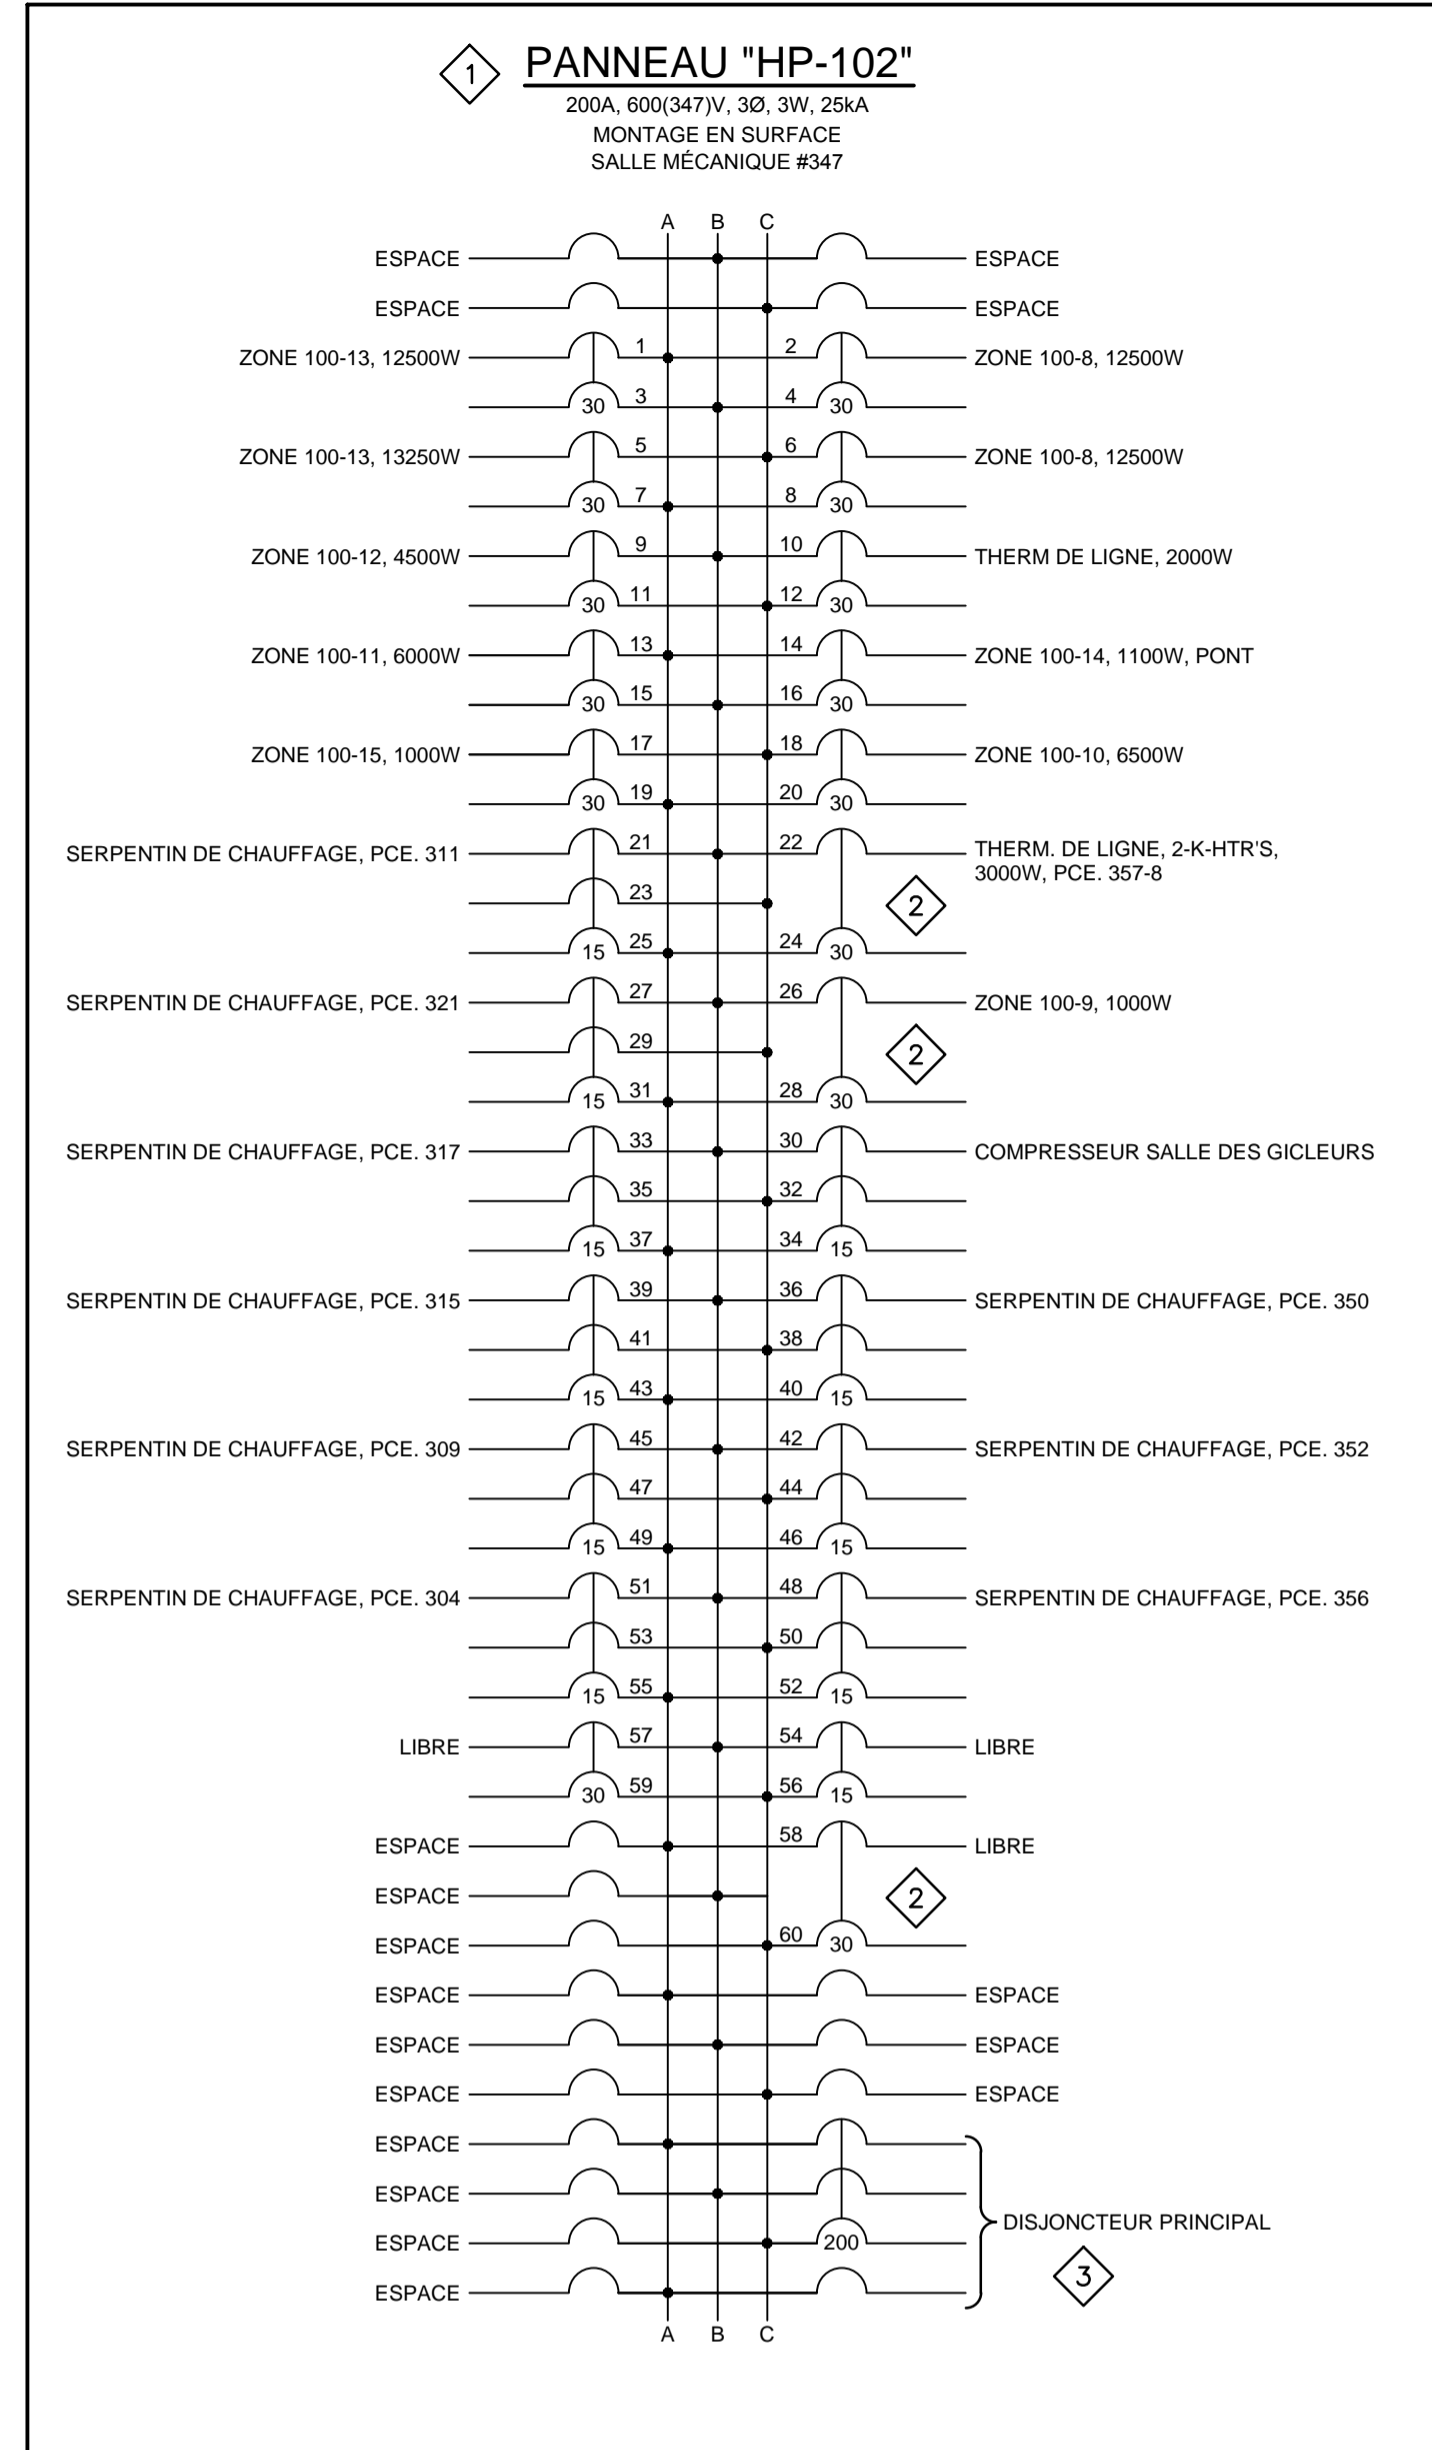 1 PANNEAU "HP-102"
200A, 600(347)V, 3Ø, 3W, 25kA
MONTAGE EN SURFACE
SALLE MÉCANIQUE #347
A B C
ESPACE ESPACE
ESPACE ESPACE
ZONE 100-13, 12500W 1 2 ZONE 100-8, 12500W
30 3 4 30
ZONE 100-13, 13250W 5 6 ZONE 100-8, 12500W
30 7 8 30
ZONE 100-12, 4500W 9 10 THERM DE LIGNE, 2000W
30 11 12 30
ZONE 100-11, 6000W 13 14 ZONE 100-14, 1100W, PONT
30 15 16 30
ZONE 100-15, 1000W 17 18 ZONE 100-10, 6500W
30 19 20 30
SERPENTIN DE CHAUFFAGE, PCE. 311 21 22 THERM. DE LIGNE, 2-K-HTR'S,
3000W, PCE. 357-8
23 2
15 25 24 30
SERPENTIN DE CHAUFFAGE, PCE. 321 27 26 ZONE 100-9, 1000W
29 2
15 31 28 30
SERPENTIN DE CHAUFFAGE, PCE. 317 33 30 COMPRESSEUR SALLE DES GICLEURS
35 32
15 37 34 15
SERPENTIN DE CHAUFFAGE, PCE. 315 39 36 SERPENTIN DE CHAUFFAGE, PCE. 350
41 38
15 43 40 15
SERPENTIN DE CHAUFFAGE, PCE. 309 45 42 SERPENTIN DE CHAUFFAGE, PCE. 352
47 44
15 49 46 15
SERPENTIN DE CHAUFFAGE, PCE. 304 51 48 SERPENTIN DE CHAUFFAGE, PCE. 356
53 50
15 55 52 15
LIBRE 57 54 LIBRE
30 59 56 15
ESPACE 58 LIBRE
ESPACE 2
ESPACE 60 30
ESPACE ESPACE
ESPACE ESPACE
ESPACE ESPACE
ESPACE
ESPACE
DISJONCTEUR PRINCIPAL
ESPACE 200
3
ESPACE
A B C